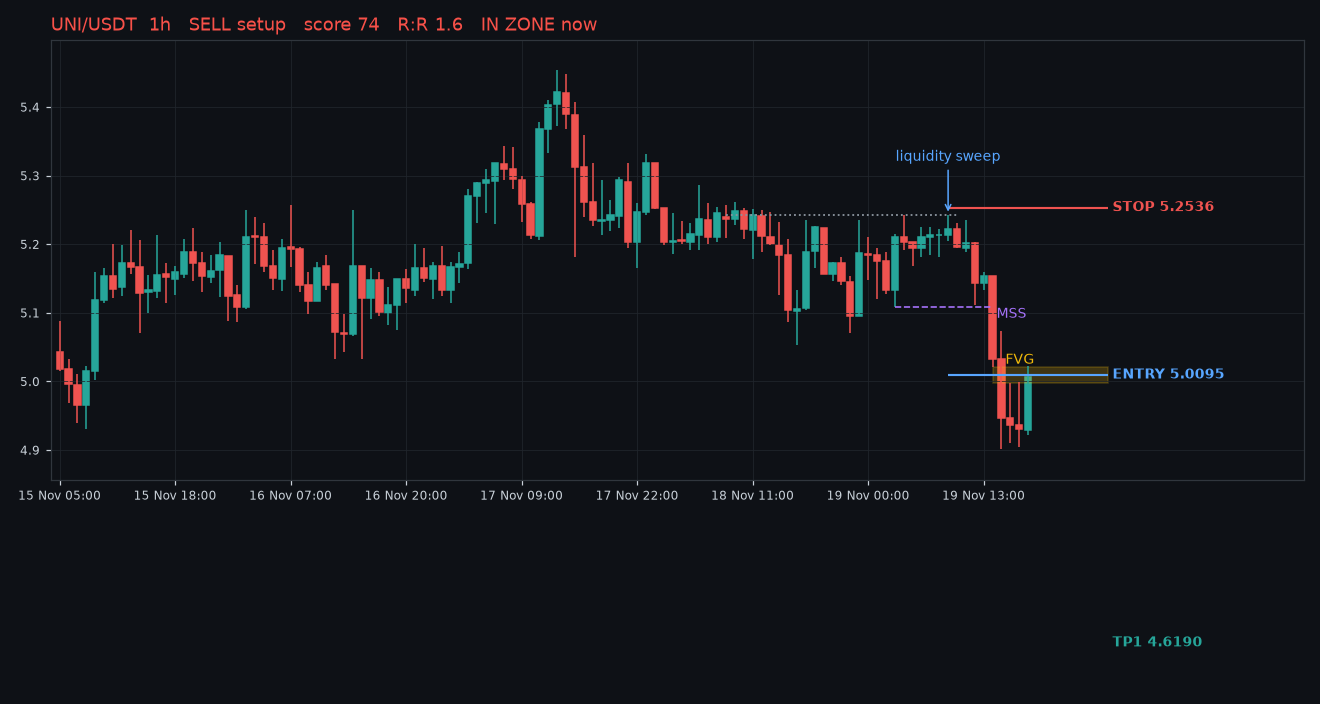 UNI/USDT 1h SELL setup score 74 R:R 1.6 IN ZONE now
5.4
5.3
5.2
5.1
5.0
4.9
liquidity sweep
STOP 5.2536
MSS
FVG
ENTRY 5.0095
15 Nov 05:00
15 Nov 18:00
16 Nov 07:00
16 Nov 20:00
17 Nov 09:00
17 Nov 22:00
18 Nov 11:00
19 Nov 00:00
19 Nov 13:00
TP1 4.6190